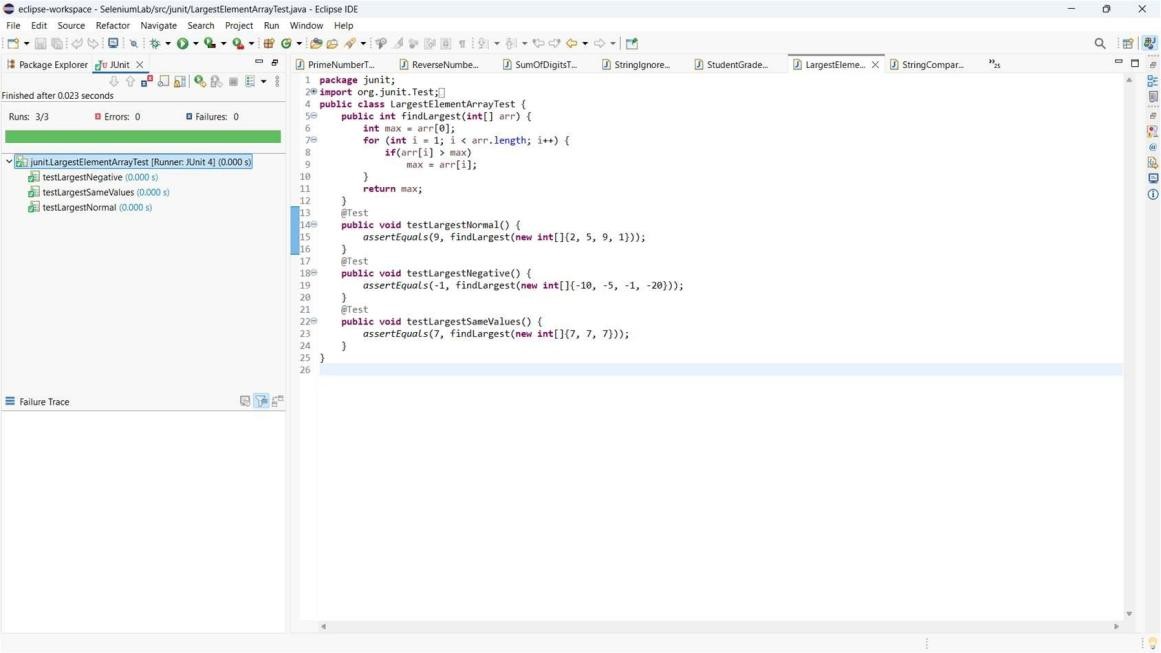 eclipse-workspace - SeleniumLab/src/junit/LargestElementArrayTest.java - Eclipse IDE
File Edit Source Refactor Navigate Search Project Run Window Help
Package Explorer JUnit
Finished after 0.023 seconds
Runs: 3/3 Errors: 0 Failures: 0
junit.LargestElementArrayTest [Runner: JUnit 4] (0.000 s)
testLargestNegative (0.000 s)
testLargestSameValues (0.000 s)
testLargestNormal (0.000 s)
Failure Trace
PrimeNumberT... ReverseNumbe... SumOfDigitsT... StringIgnore... StudentGrade... LargestEleme... StringCompar... »25
1 package junit;
2 import org.junit.Test;
4 public class LargestElementArrayTest {
5 public int findLargest(int[] arr) {
6 int max = arr[0];
7 for (int i = 1; i < arr.length; i++) {
8 if(arr[i] > max)
9 max = arr[i];
10 }
11 return max;
12 }
13 @Test
14 public void testLargestNormal() {
15 assertEquals(9, findLargest(new int[]{2, 5, 9, 1}));
16 }
17 @Test
18 public void testLargestNegative() {
19 assertEquals(-1, findLargest(new int[]{-10, -5, -1, -20}));
20 }
21 @Test
22 public void testLargestSameValues() {
23 assertEquals(7, findLargest(new int[]{7, 7, 7}));
24 }
25 }
26